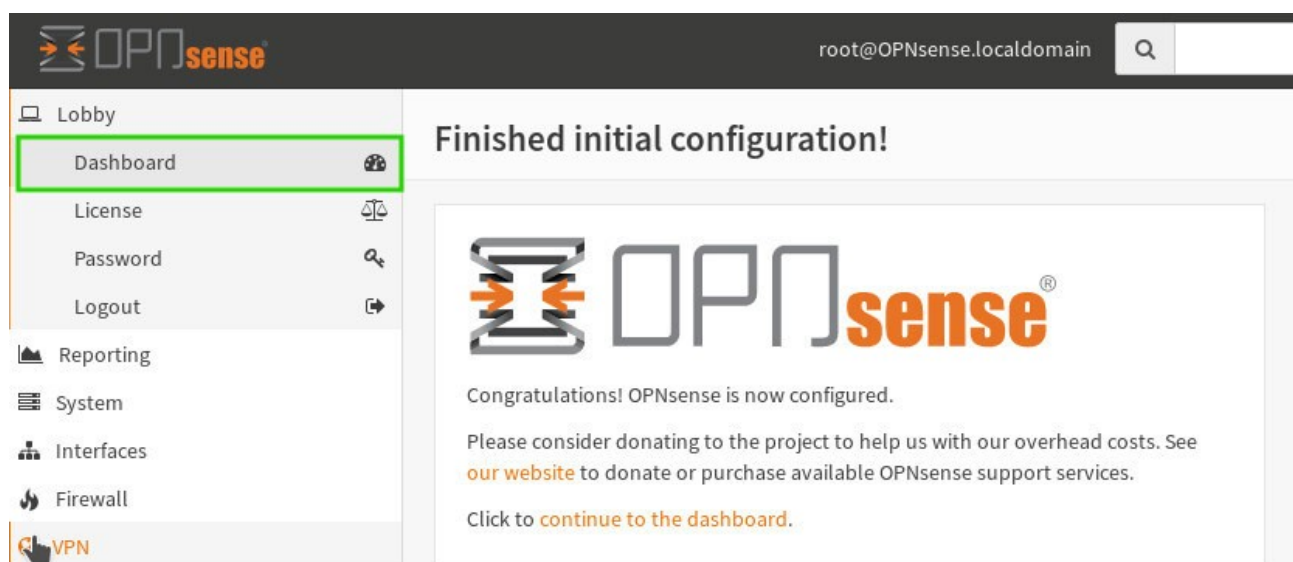 OPNsense root@OPNsense.localdomain
Lobby
Dashboard
License
Password
Logout
Reporting
System
Interfaces
Firewall
VPN
Finished initial configuration!
OPNsense®
Congratulations! OPNsense is now configured.
Please consider donating to the project to help us with our overhead costs. See
our website to donate or purchase available OPNsense support services.
Click to continue to the dashboard.